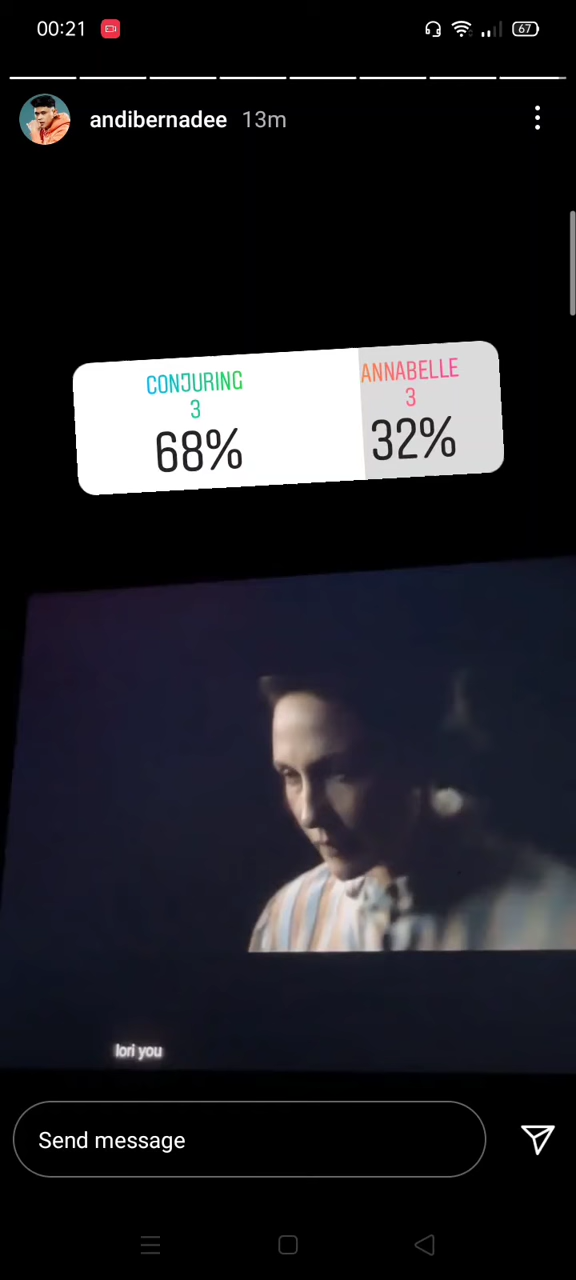 00:21
67
andibernadee 13m
CONJURING
3
68%
ANNABELLE
3
32%
lori you
Send message